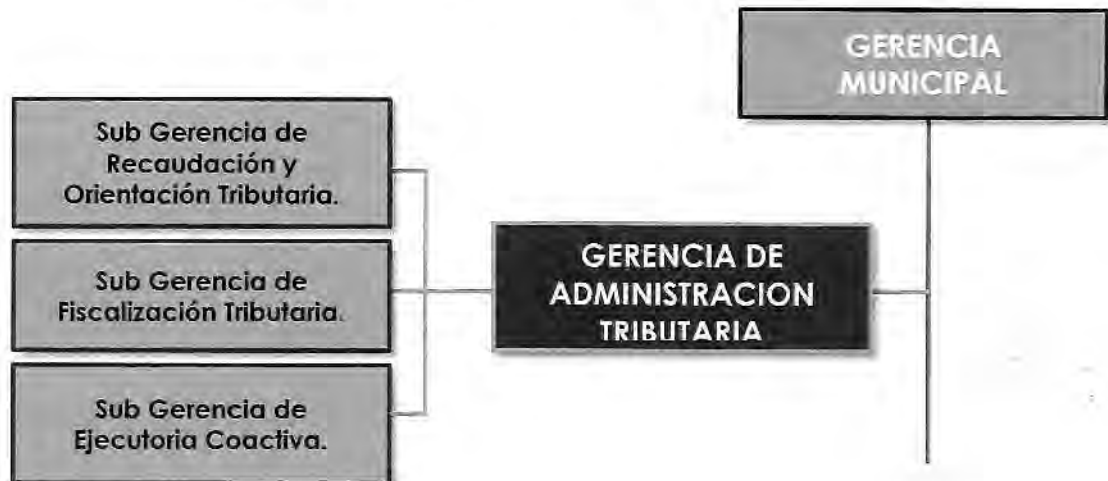 GERENCIA
MUNICIPAL
Sub Gerencia de
Recaudación y
Orientación Tributaria.
Sub Gerencia de
Fiscalización Tributaria.
Sub Gerencia de
Ejecutoria Coactiva.
GERENCIA DE
ADMINISTRACION
TRIBUTARIA